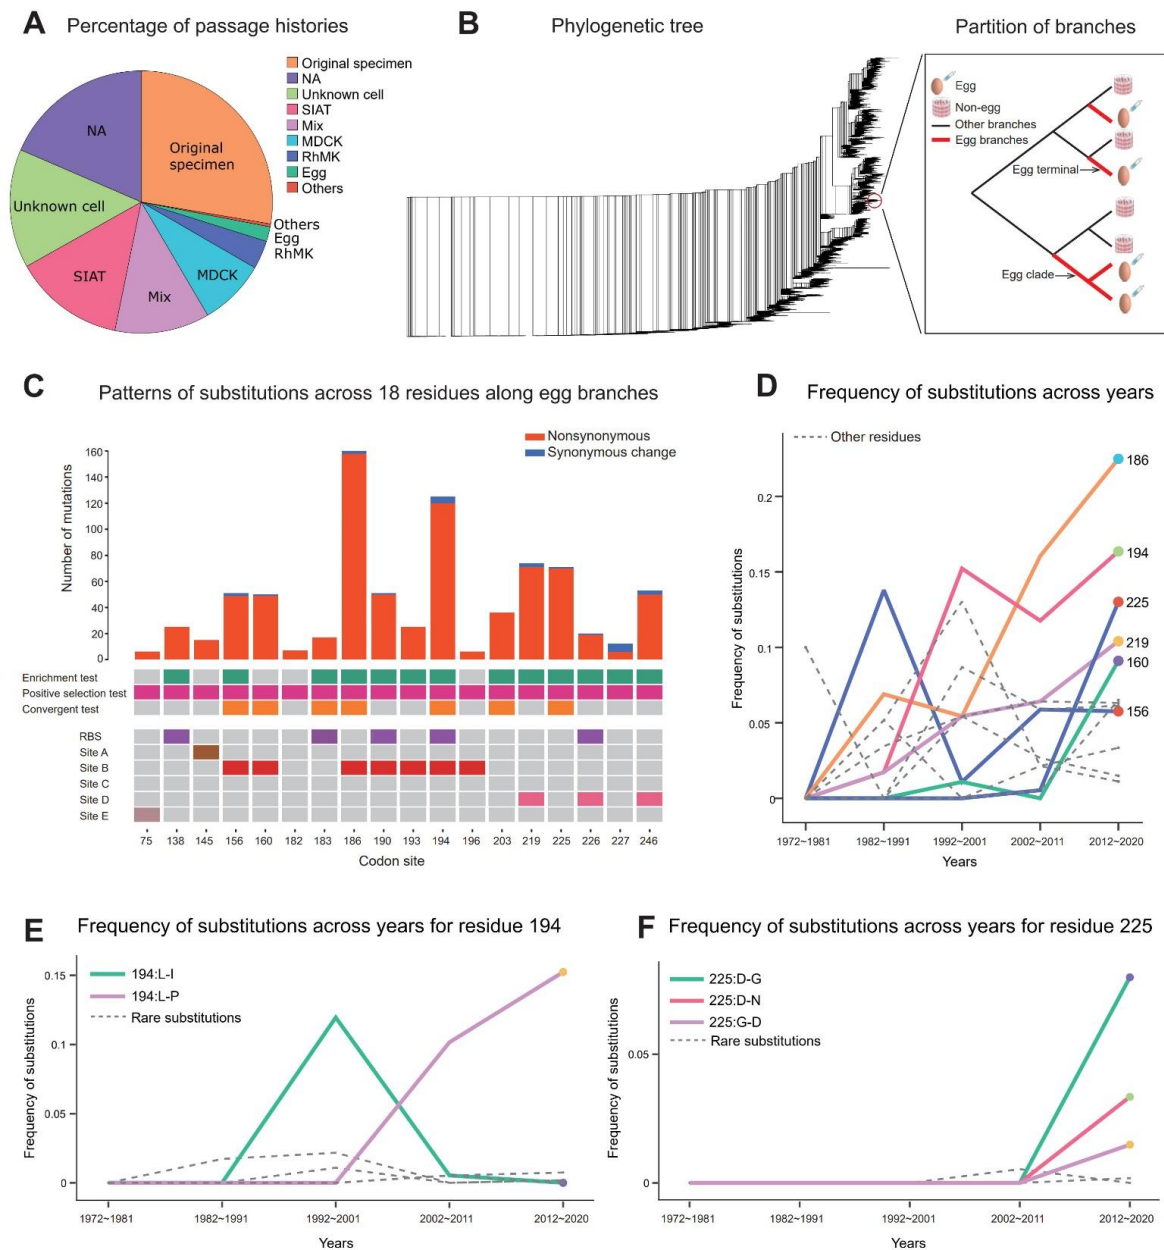 A Percentage of passage histories
Original specimen
NA
Unknown cell
SIAT
Mix
MDCK
RhMK
Egg
Others
NA
Original
specimen
Unknown cell
SIAT
Mix
MDCK
Others
Egg
RhMK
B Phylogenetic tree
Partition of branches
Egg
Non-egg
Other branches
Egg branches
Egg terminal
Egg clade
C Patterns of substitutions across 18 residues along egg branches
Nonsynonymous
Synonymous change
Number of mutations
160
140
120
100
80
60
40
20
0
Enrichment test
Positive selection test
Convergent test
RBS
Site A
Site B
Site C
Site D
Site E
75 138 145 156 160 182 183 186 190 193 194 196 203 219 225 226 227 246
Codon site
D Frequency of substitutions across years
Other residues
Frequency of substitutions
0.2
0.15
0.1
0.05
0
186
194
225
219
160
156
1972~1981 1982~1991 1992~2001 2002~2011 2012~2020
Years
E Frequency of substitutions across years for residue 194
194:L-I
194:L-P
Rare substitutions
Frequency of substitutions
0.15
0.1
0.05
0
1972~1981 1982~1991 1992~2001 2002~2011 2012~2020
Years
F Frequency of substitutions across years for residue 225
225:D-G
225:D-N
225:G-D
Rare substitutions
Frequency of substitutions
0.05
0
1972~1981 1982~1991 1992~2001 2002~2011 2012~2020
Years